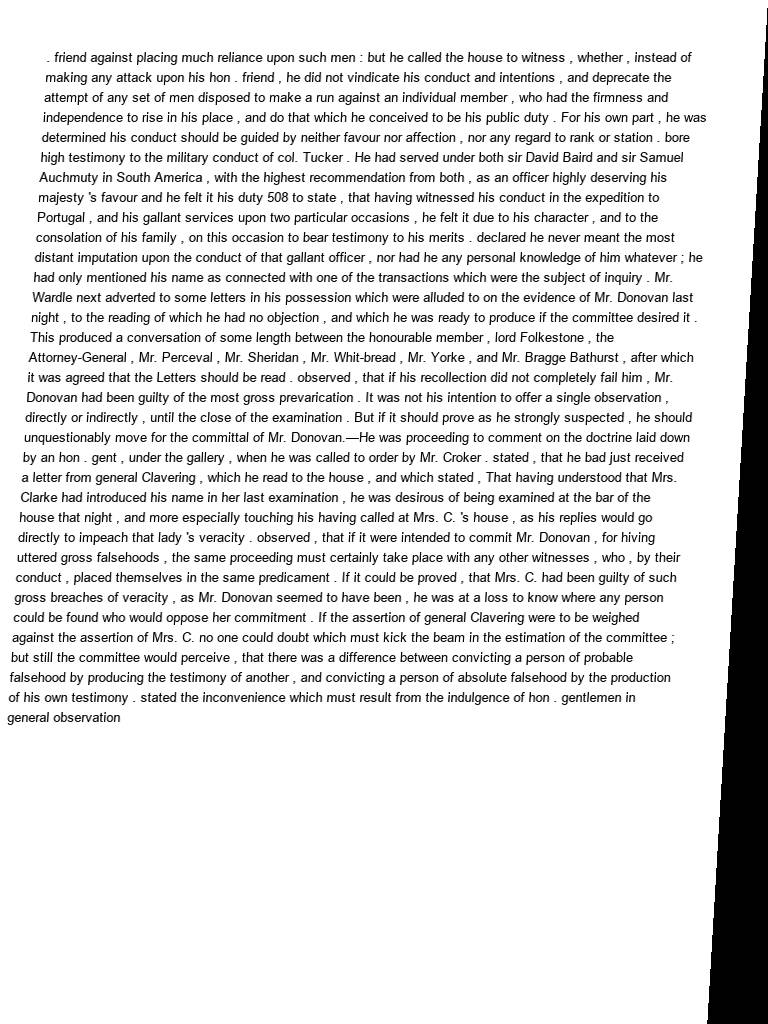 . friend against placing much reliance upon such men : but he called the house to witness , whether , instead of
making any attack upon his hon . friend , he did not vindicate his conduct and intentions , and deprecate the
attempt of any set of men disposed to make a run against an individual member , who had the firmness and
independence to rise in his place , and do that which he conceived to be his public duty . For his own part , he was
determined his conduct should be guided by neither favour nor affection , nor any regard to rank or station . bore
high testimony to the military conduct of col. Tucker . He had served under both sir David Baird and sir Samuel
Auchmuty in South America , with the highest recommendation from both , as an officer highly deserving his
majesty 's favour and he felt it his duty 508 to state , that having witnessed his conduct in the expedition to
Portugal , and his gallant services upon two particular occasions , he felt it due to his character , and to the
consolation of his family , on this occasion to bear testimony to his merits . declared he never meant the most
distant imputation upon the conduct of that gallant officer , nor had he any personal knowledge of him whatever ; he
had only mentioned his name as connected with one of the transactions which were the subject of inquiry . Mr.
Wardle next adverted to some letters in his possession which were alluded to on the evidence of Mr. Donovan last
night , to the reading of which he had no objection , and which he was ready to produce if the committee desired it .
This produced a conversation of some length between the honourable member , lord Folkestone , the
Attorney-General , Mr. Perceval , Mr. Sheridan , Mr. Whit-bread , Mr. Yorke , and Mr. Bragge Bathurst , after which
it was agreed that the Letters should be read . observed , that if his recollection did not completely fail him , Mr.
Donovan had been guilty of the most gross prevarication . It was not his intention to offer a single observation ,
directly or indirectly , until the close of the examination . But if it should prove as he strongly suspected , he should
unquestionably move for the committal of Mr. Donovan.—He was proceeding to comment on the doctrine laid down
by an hon . gent , under the gallery , when he was called to order by Mr. Croker . stated , that he bad just received
a letter from general Clavering , which he read to the house , and which stated , That having understood that Mrs.
Clarke had introduced his name in her last examination , he was desirous of being examined at the bar of the
house that night , and more especially touching his having called at Mrs. C. 's house , as his replies would go
directly to impeach that lady 's veracity . observed , that if it were intended to commit Mr. Donovan , for hiving
uttered gross falsehoods , the same proceeding must certainly take place with any other witnesses , who , by their
conduct , placed themselves in the same predicament . If it could be proved , that Mrs. C. had been guilty of such
gross breaches of veracity , as Mr. Donovan seemed to have been , he was at a loss to know where any person
could be found who would oppose her commitment . If the assertion of general Clavering were to be weighed
against the assertion of Mrs. C. no one could doubt which must kick the beam in the estimation of the committee ;
but still the committee would perceive , that there was a difference between convicting a person of probable
falsehood by producing the testimony of another , and convicting a person of absolute falsehood by the production
of his own testimony . stated the inconvenience which must result from the indulgence of hon . gentlemen in
general observation